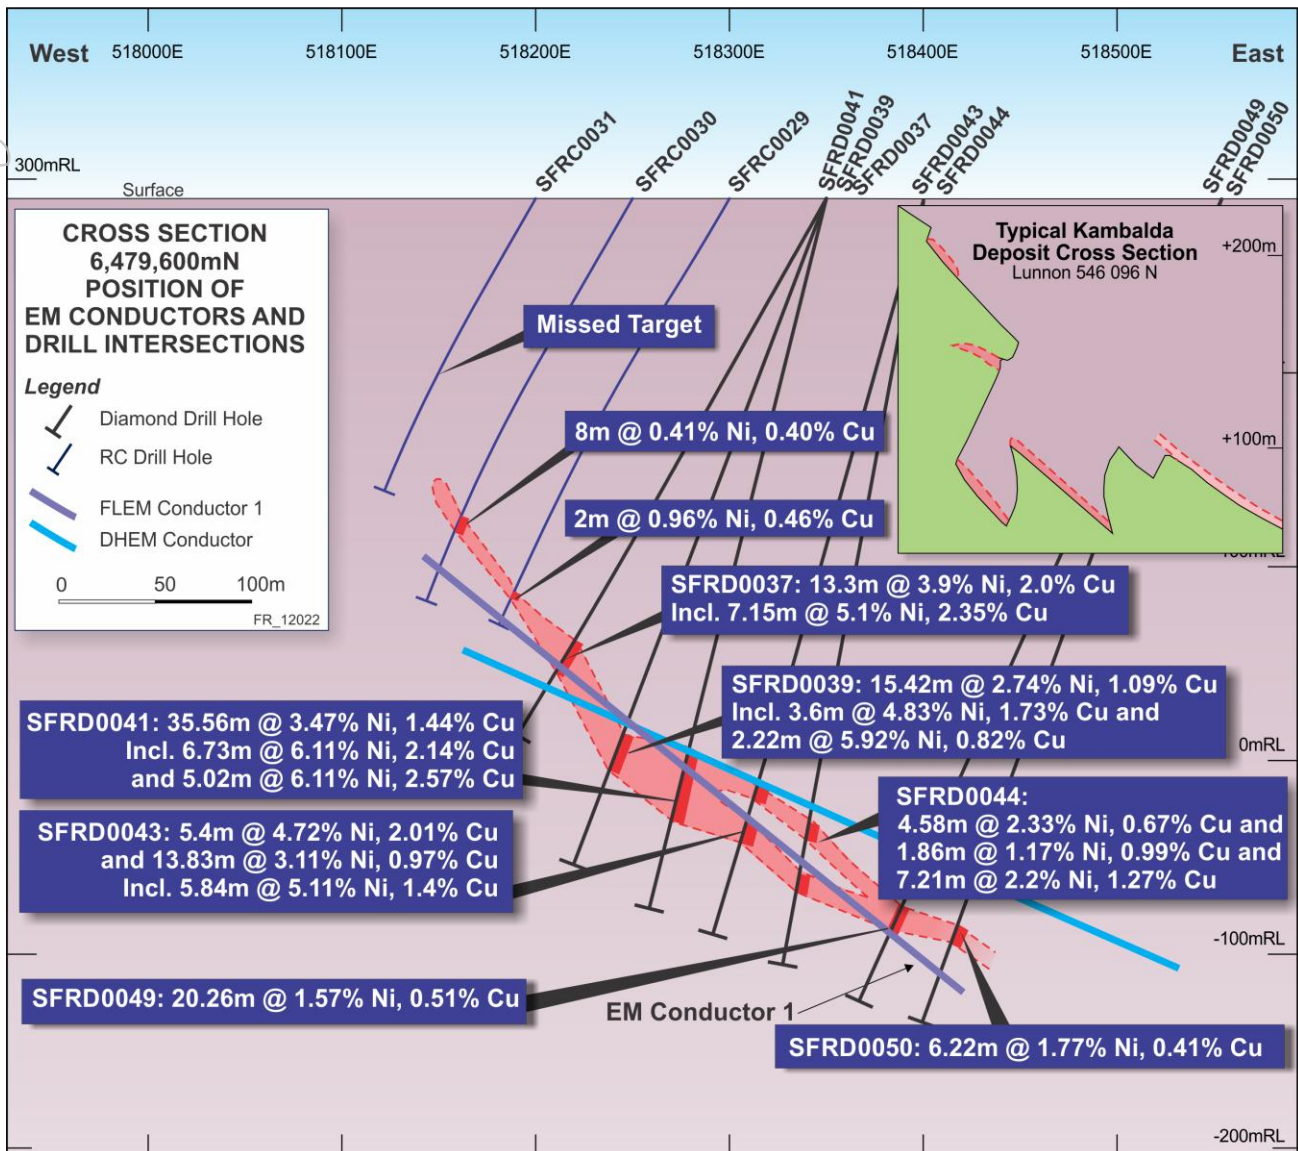 West
518000E
518100E
518200E
518300E
518400E
518500E
East
SFRC0031
SFRC0030
SFRC0029
SFRD0041
SFRD0039
SFRD0037
SFRD0043
SFRD0044
SFRD0049
SFRD0050
300mRL
Surface
CROSS SECTION
6,479,600mN
POSITION OF
EM CONDUCTORS AND
DRILL INTERSECTIONS
Legend
Diamond Drill Hole
RC Drill Hole
FLEM Conductor 1
DHEM Conductor
0 50 100m
FR_12022
Typical Kambalda
Deposit Cross Section
Lunnon 546 096 N
+200m
+100m
Missed Target
8m @ 0.41% Ni, 0.40% Cu
2m @ 0.96% Ni, 0.46% Cu
SFRD0037: 13.3m @ 3.9% Ni, 2.0% Cu
Incl. 7.15m @ 5.1% Ni, 2.35% Cu
SFRD0039: 15.42m @ 2.74% Ni, 1.09% Cu
Incl. 3.6m @ 4.83% Ni, 1.73% Cu and
2.22m @ 5.92% Ni, 0.82% Cu
0mRL
SFRD0041: 35.56m @ 3.47% Ni, 1.44% Cu
Incl. 6.73m @ 6.11% Ni, 2.14% Cu
and 5.02m @ 6.11% Ni, 2.57% Cu
SFRD0043: 5.4m @ 4.72% Ni, 2.01% Cu
and 13.83m @ 3.11% Ni, 0.97% Cu
Incl. 5.84m @ 5.11% Ni, 1.4% Cu
SFRD0044:
4.58m @ 2.33% Ni, 0.67% Cu and
1.86m @ 1.17% Ni, 0.99% Cu and
7.21m @ 2.2% Ni, 1.27% Cu
-100mRL
SFRD0049: 20.26m @ 1.57% Ni, 0.51% Cu
EM Conductor 1
SFRD0050: 6.22m @ 1.77% Ni, 0.41% Cu
-200mRL